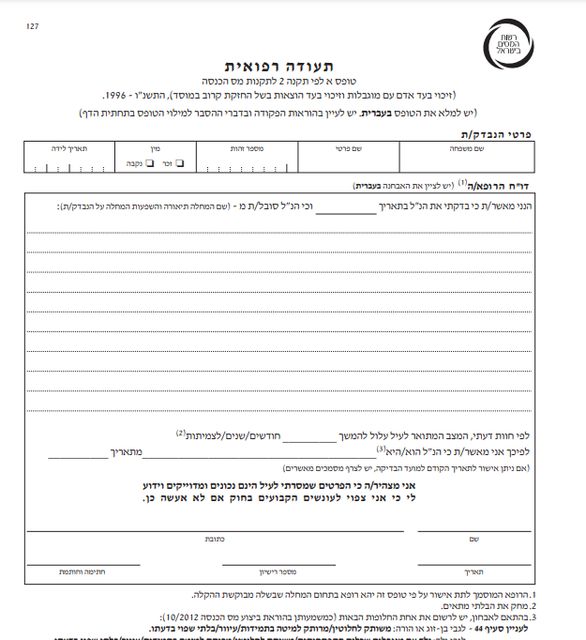 127
רשות
המסים
בישראל
תעודה רפואית
טופס א לפי תקנה 2 לתקנות מס הכנסה
(זיכוי בעד אדם עם מוגבלות וזיכוי בעד הוצאות בשל החזקת קרוב במוסד), התשנ"ו - 1996.
(יש למלא את הטופס בעברית. יש לעיין בהוראות הפקודה ובדברי ההסבר למילוי הטופס בתחתית הדף)
פרטי הנבדק/ת
שם משפחה שם פרטי מספר זהות מין תאריך לידה
זכר נקבה
דו"ח הרופא/ה(1) (יש לציין את האבחנה בעברית)
הנני מאשר/ת כי בדקתי את הנ"ל בתאריך וכי הנ"ל סובל/ת מ - (שם המחלה תיאורה והשפעות המחלה על הנבדק/ת):
לפי חוות דעתי, המצב המתואר לעיל עלול להמשך חודשים/שנים/לצמיתות(2)
לפיכך אני מאשר/ת כי הנ"ל הוא/היא(3) מתאריך
(אם ניתן אישור לתאריך הקודם למועד הבדיקה, יש לצרף מסמכים מאשרים)
אני מצהיר/ה כי הפרטים שמסרתי לעיל הינם נכונים ומדוייקים וידוע
לי כי אני צפוי לעונשים הקבועים בחוק אם לא אעשה כן.
שם כתובת
תאריך מספר רישיון חתימה וחותמת
1. הרופא המוסמך לתת אישור על פי טופס זה יהא רופא בתחום המחלה שבשלה מבוקשת ההקלה.
2. מחק את הבלתי מתאים.
3. בהתאם לאבחון, יש לרשום את אחת החלופות הבאות (כמשמעותן בהוראת ביצוע מס הכנסה 10/2012):
לעניין סעיף 44 - לגבי בן-זוג או הורה: משותק לחלוטין/מרותק למיטה בתמידות/עיוור/בלתי שפוי בדעתו.